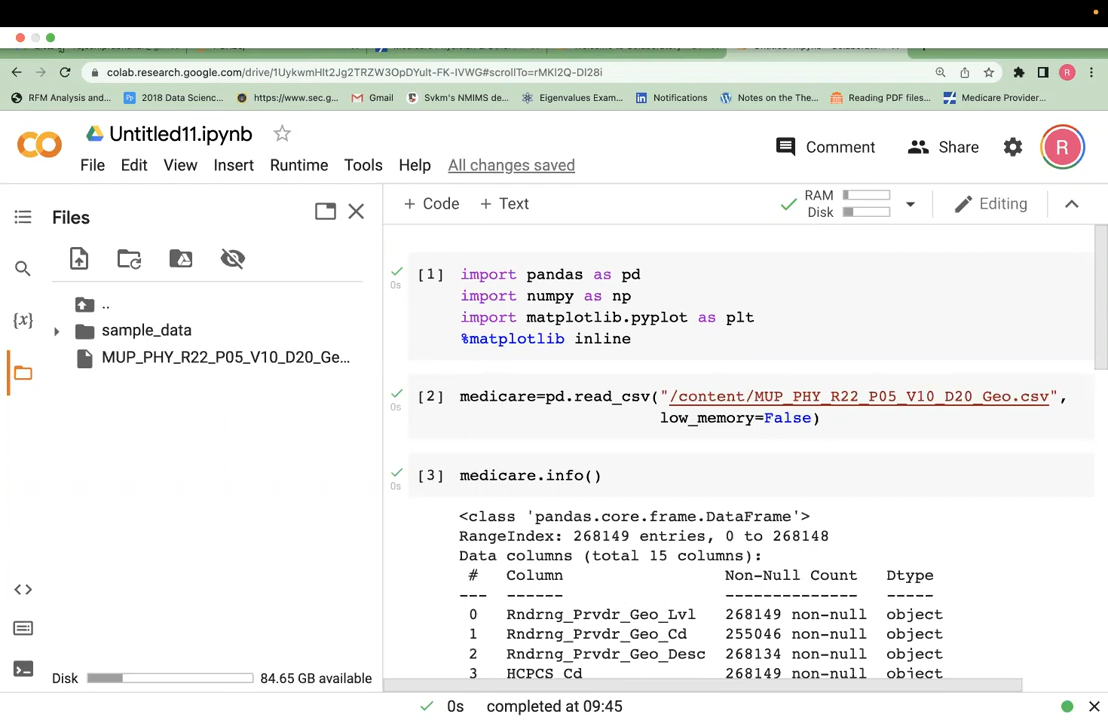 colab.research.google.com/drive/1UykwmHlt2Jg2TRZW3OpDYult-FK-IVWG#scrollTo=rMKl2Q-Dl28i
R
RFM Analysis and...
2018 Data Scienc...
https://www.sec.g...
Gmail
Svkm's NMIMS de...
Eigenvalues Exam...
Notifications
Notes on the The...
Reading PDF files...
Medicare Provider...
Untitled11.ipynb
File Edit View Insert Runtime Tools Help All changes saved
Comment
Share
R
Files
+ Code + Text
RAM
Disk
Editing
..
sample_data
MUP_PHY_R22_P05_V10_D20_Ge...
{x}
Disk 84.65 GB available
[1] import pandas as pd
0s
import numpy as np
import matplotlib.pyplot as plt
%matplotlib inline
[2] medicare=pd.read_csv("/content/MUP_PHY_R22_P05_V10_D20_Geo.csv",
0s
low_memory=False)
[3] medicare.info()
0s
<class 'pandas.core.frame.DataFrame'>
RangeIndex: 268149 entries, 0 to 268148
Data columns (total 15 columns):
# Column Non-Null Count Dtype
--- ------ -------------- -----
0 Rndrng_Prvdr_Geo_Lvl 268149 non-null object
1 Rndrng_Prvdr_Geo_Cd 255046 non-null object
2 Rndrng_Prvdr_Geo_Desc 268134 non-null object
3 HCPCS_Cd 268149 non-null object
0s completed at 09:45